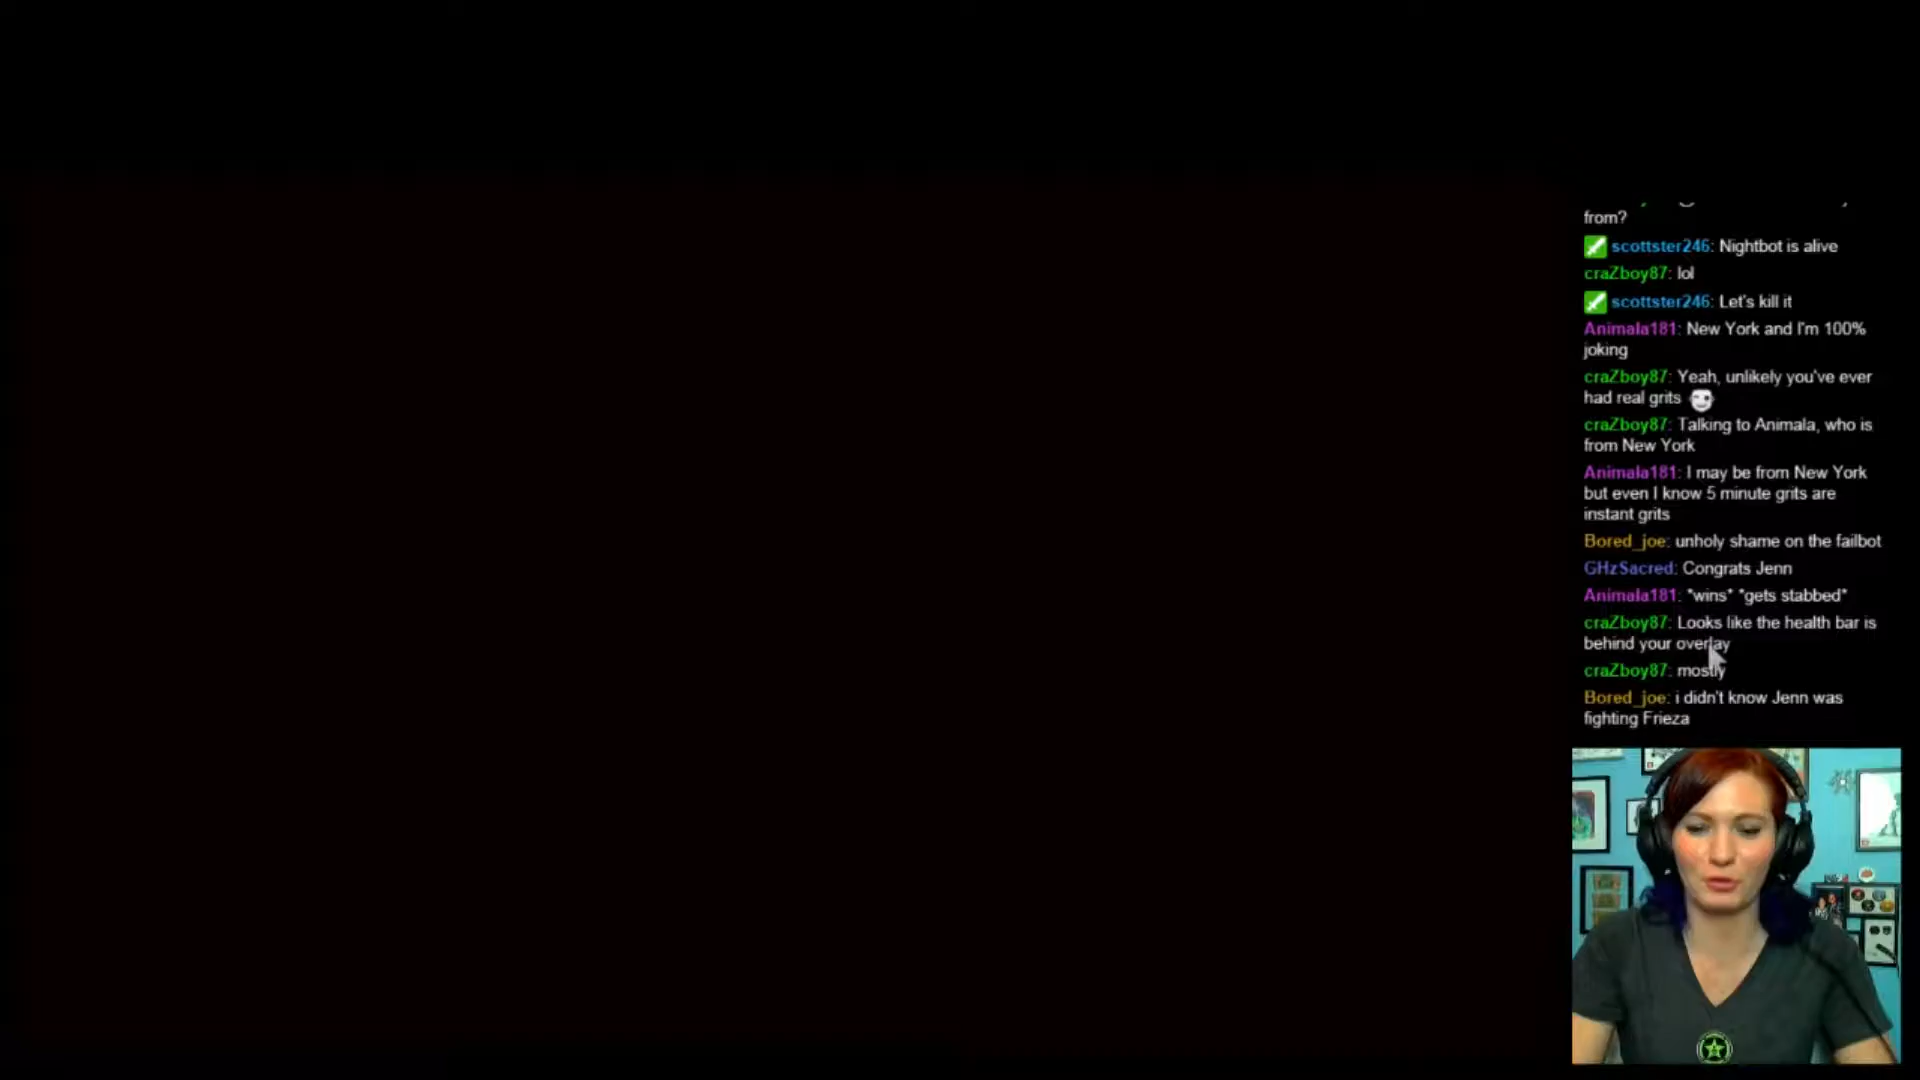 from?
scottster246: Nightbot is alive
craZboy87: lol
scottster246: Let's kill it
Animala181: New York and I'm 100%
joking
craZboy87: Yeah, unlikely you've ever
had real grits
craZboy87: Talking to Animala, who is
from New York
Animala181: I may be from New York
but even I know 5 minute grits are
instant grits
Bored_joe: unholy shame on the failbot
GHzSacred: Congrats Jenn
Animala181: *wins* *gets stabbed*
craZboy87: Looks like the health bar is
behind your overlay
craZboy87: mostly
Bored_joe: i didn't know Jenn was
fighting Frieza